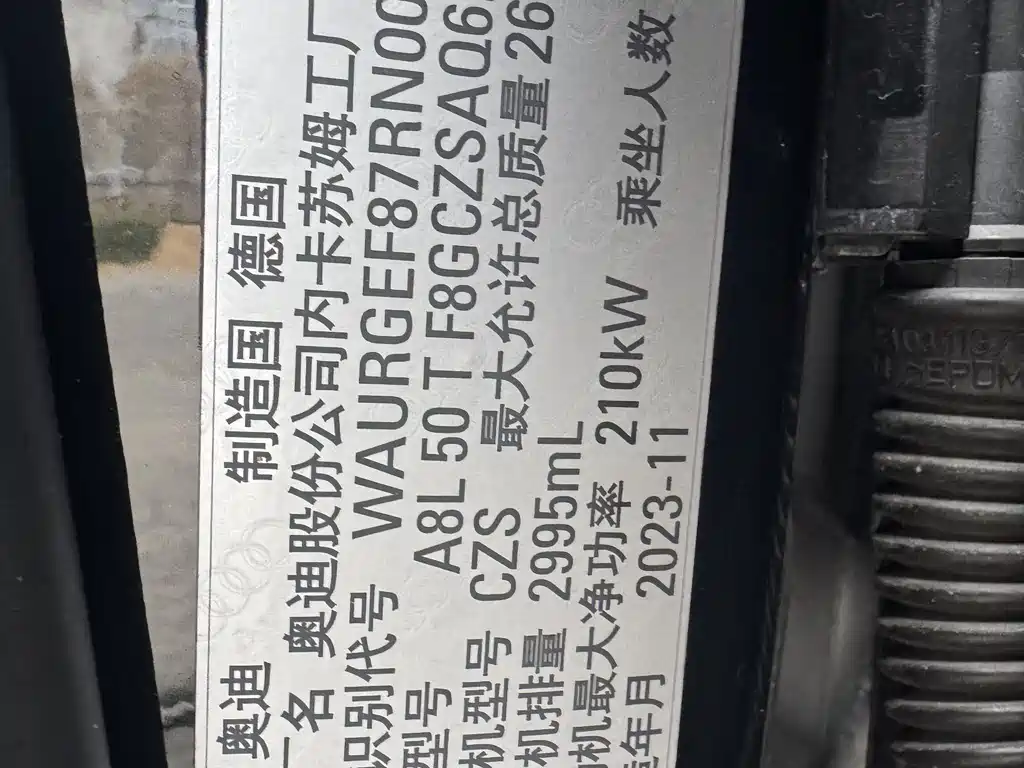 奥迪 制造国 德国
名 奥迪股份公司内卡苏姆工厂
识别代号 WAURGEF87RN00
型号 A8L 50 T F8GCZSAQ6
机型号 CZS 最大允许总质量 26
机排量 2995mL
机最大净功率 210kW 乘坐人数
年月 2023-11